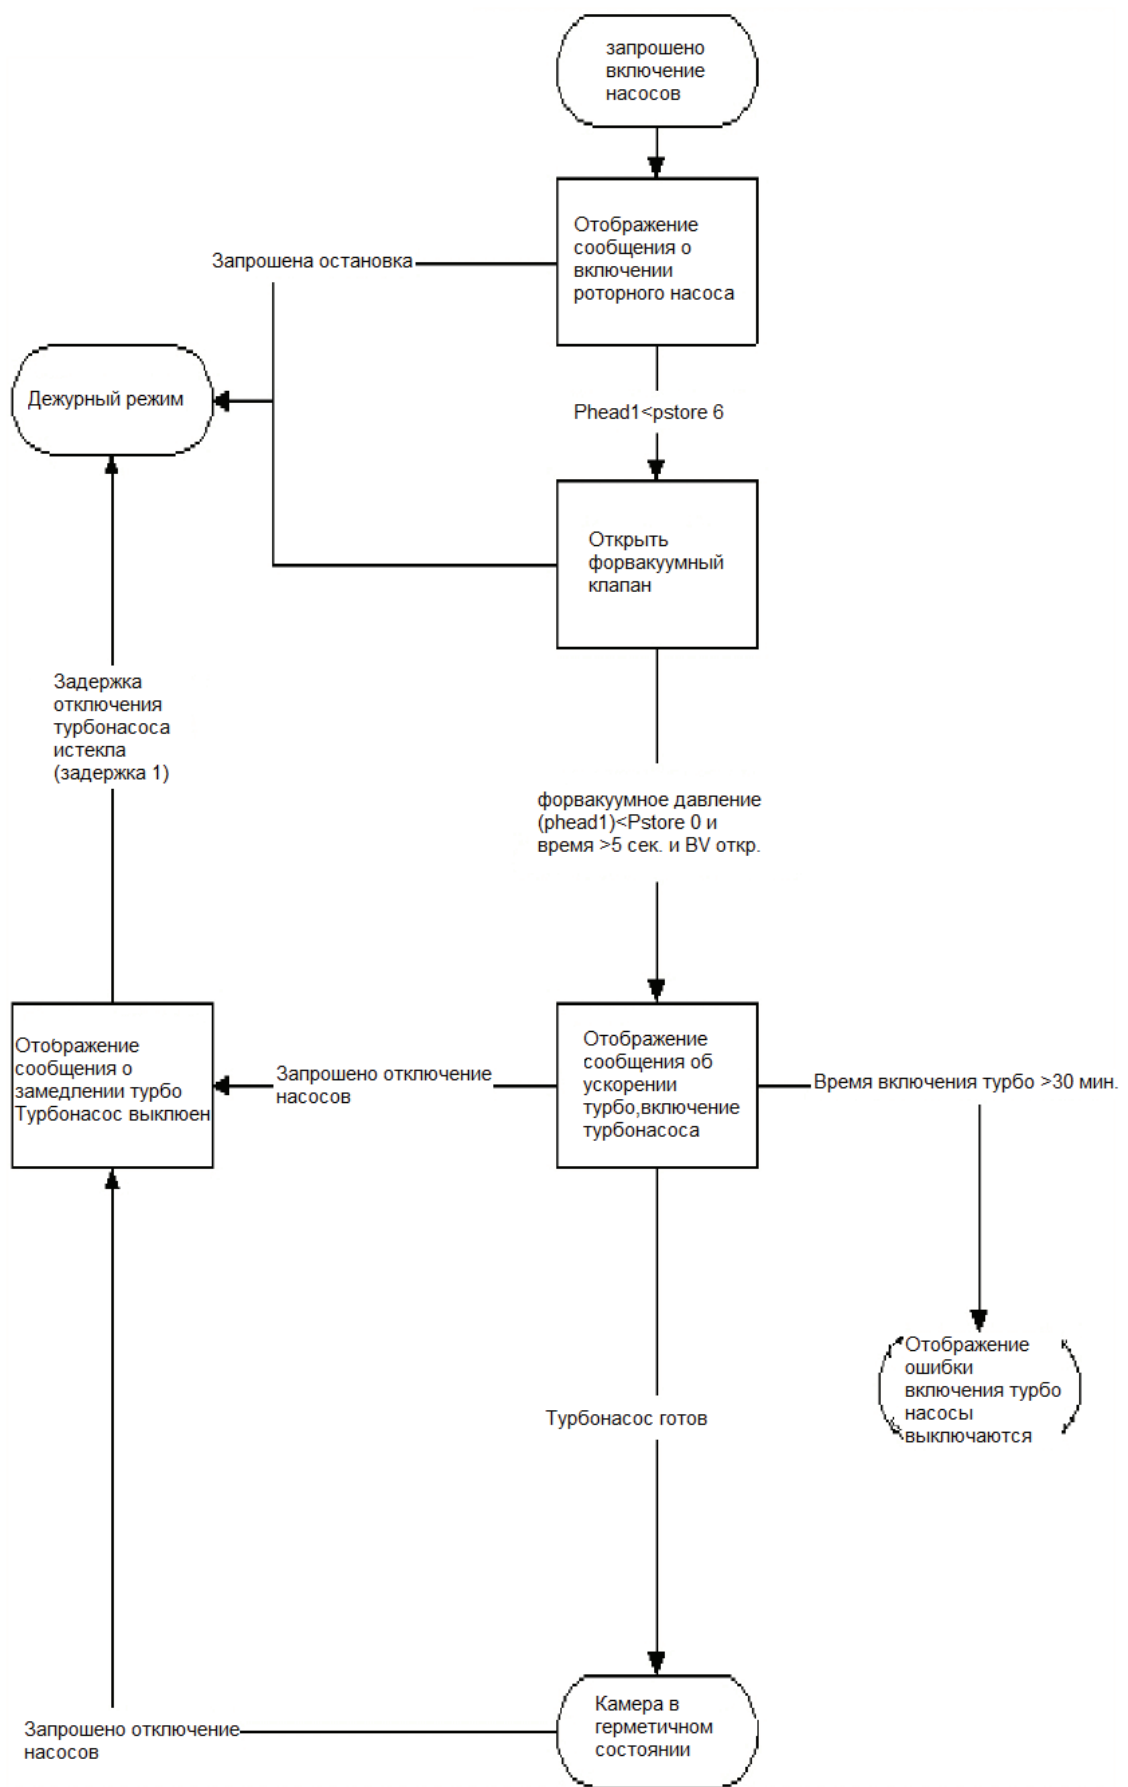 запрошено
включение
насосов
Отображение
сообщения о
включении
роторного насоса
Запрошена остановка
Дежурный режим
Phead1<pstore 6
Открыть
форвакуумный
клапан
Задержка
отключения
турбонасоса
истекла
(задержка 1)
форвакуумное давление
(phead1)<Pstore 0 и
время >5 сек. и BV откр.
Отображение
сообщения о
замедлении турбо
Турбонасос выклюен
Запрошено отключение
насосов
Отображение
сообщения об
ускорении
турбо,включение
турбонасоса
Время включения турбо >30 мин.
Отображение
ошибки
включения турбо
насосы
выключаются
Турбонасос готов
Запрошено отключение
насосов
Камера в
герметичном
состоянии